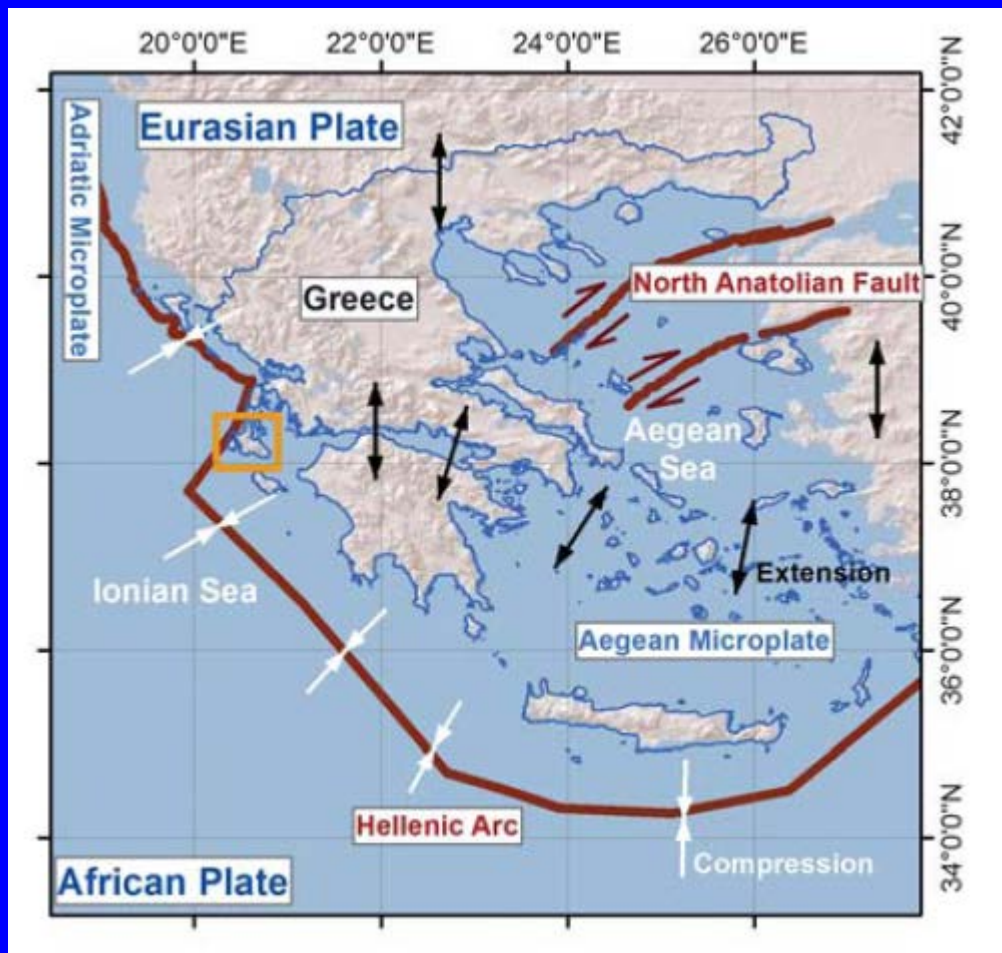 20°0'0"E 22°0'0"E 24°0'0"E 26°0'0"E
42°0'0"N
Adriatic Microplate
Eurasian Plate
40°0'0"N
North Anatolian Fault
Greece
Aegean
Sea
38°0'0"N
Extension
Ionian Sea
Aegean Microplate
36°0'0"N
Hellenic Arc
34°0'0"N
Compression
African Plate